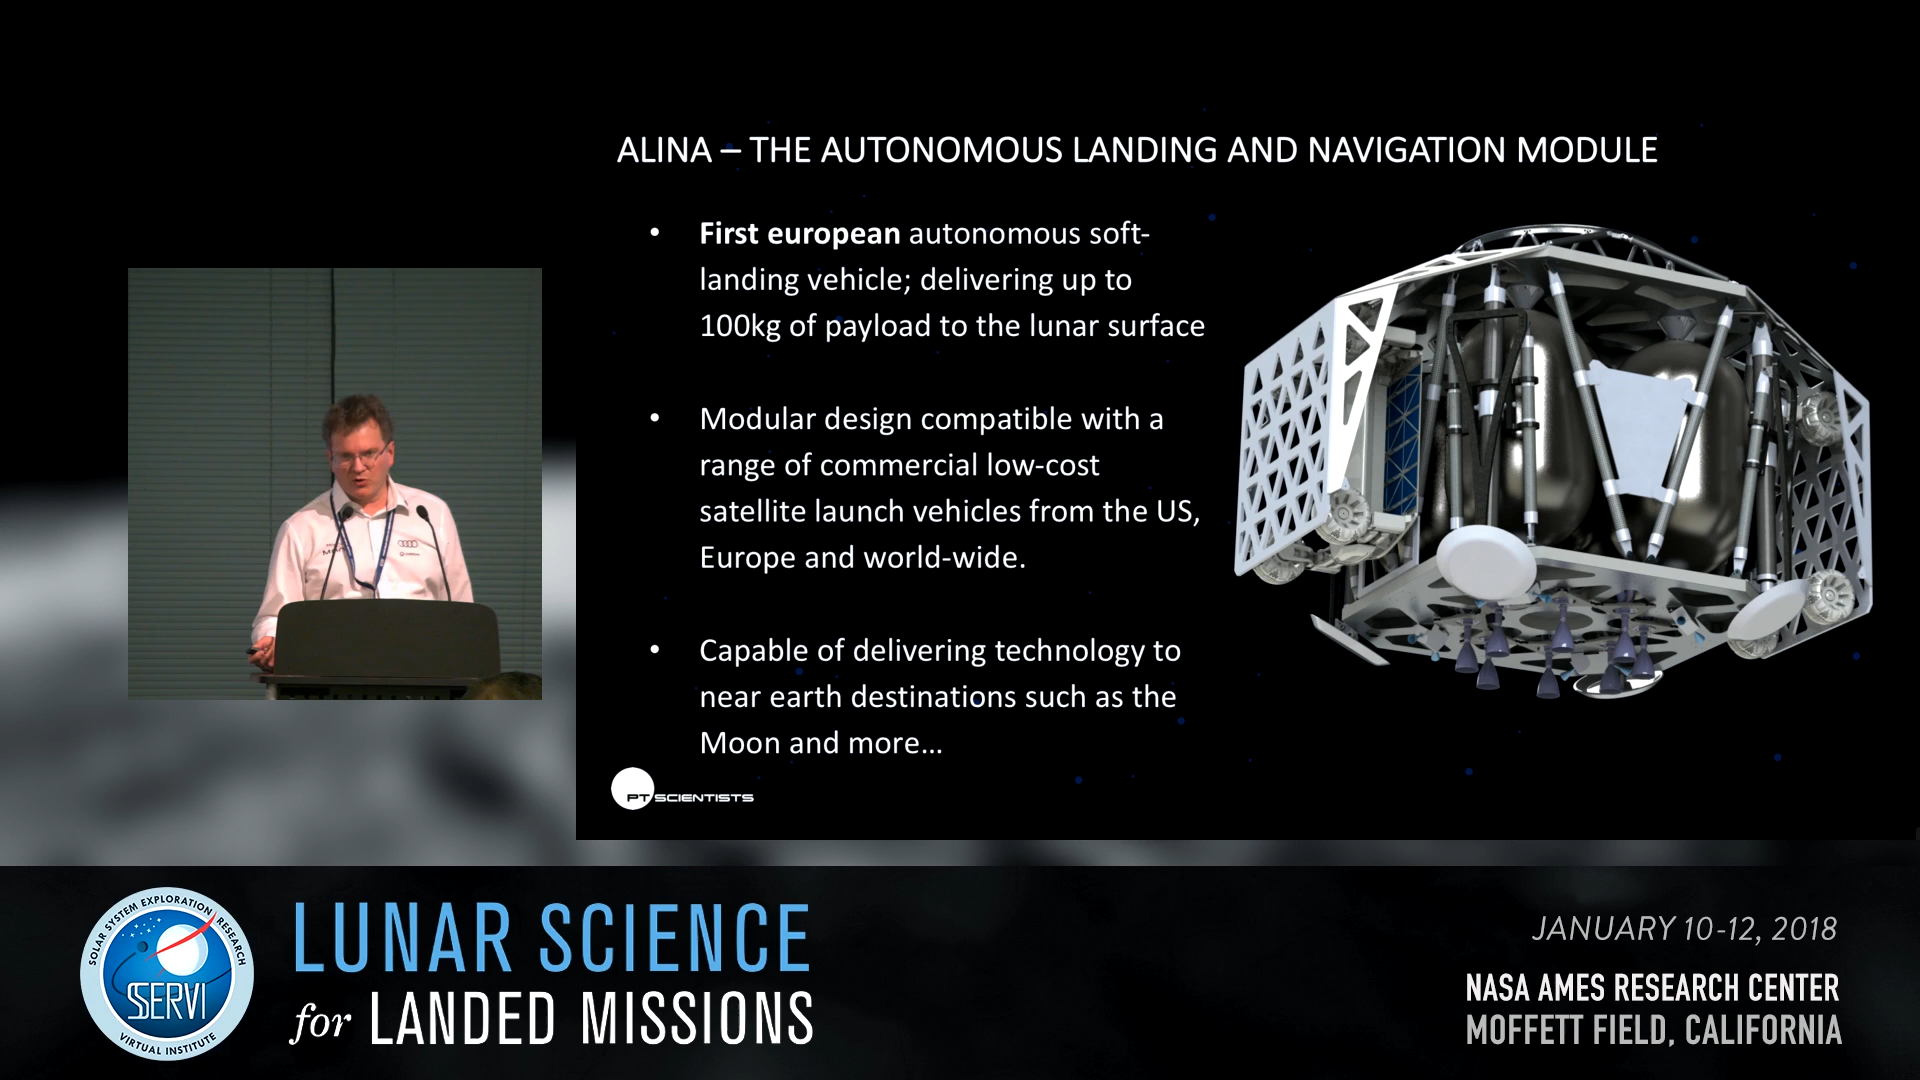 ALINA – THE AUTONOMOUS LANDING AND NAVIGATION MODULE
• First european autonomous soft-
landing vehicle; delivering up to
100kg of payload to the lunar surface
• Modular design compatible with a
range of commercial low-cost
satellite launch vehicles from the US,
Europe and world-wide.
• Capable of delivering technology to
near earth destinations such as the
Moon and more...
PT SCIENTISTS
SOLAR SYSTEM EXPLORATION RESEARCH
SSERVI
VIRTUAL INSTITUTE
LUNAR SCIENCE
for LANDED MISSIONS
JANUARY 10-12, 2018
NASA AMES RESEARCH CENTER
MOFFETT FIELD, CALIFORNIA